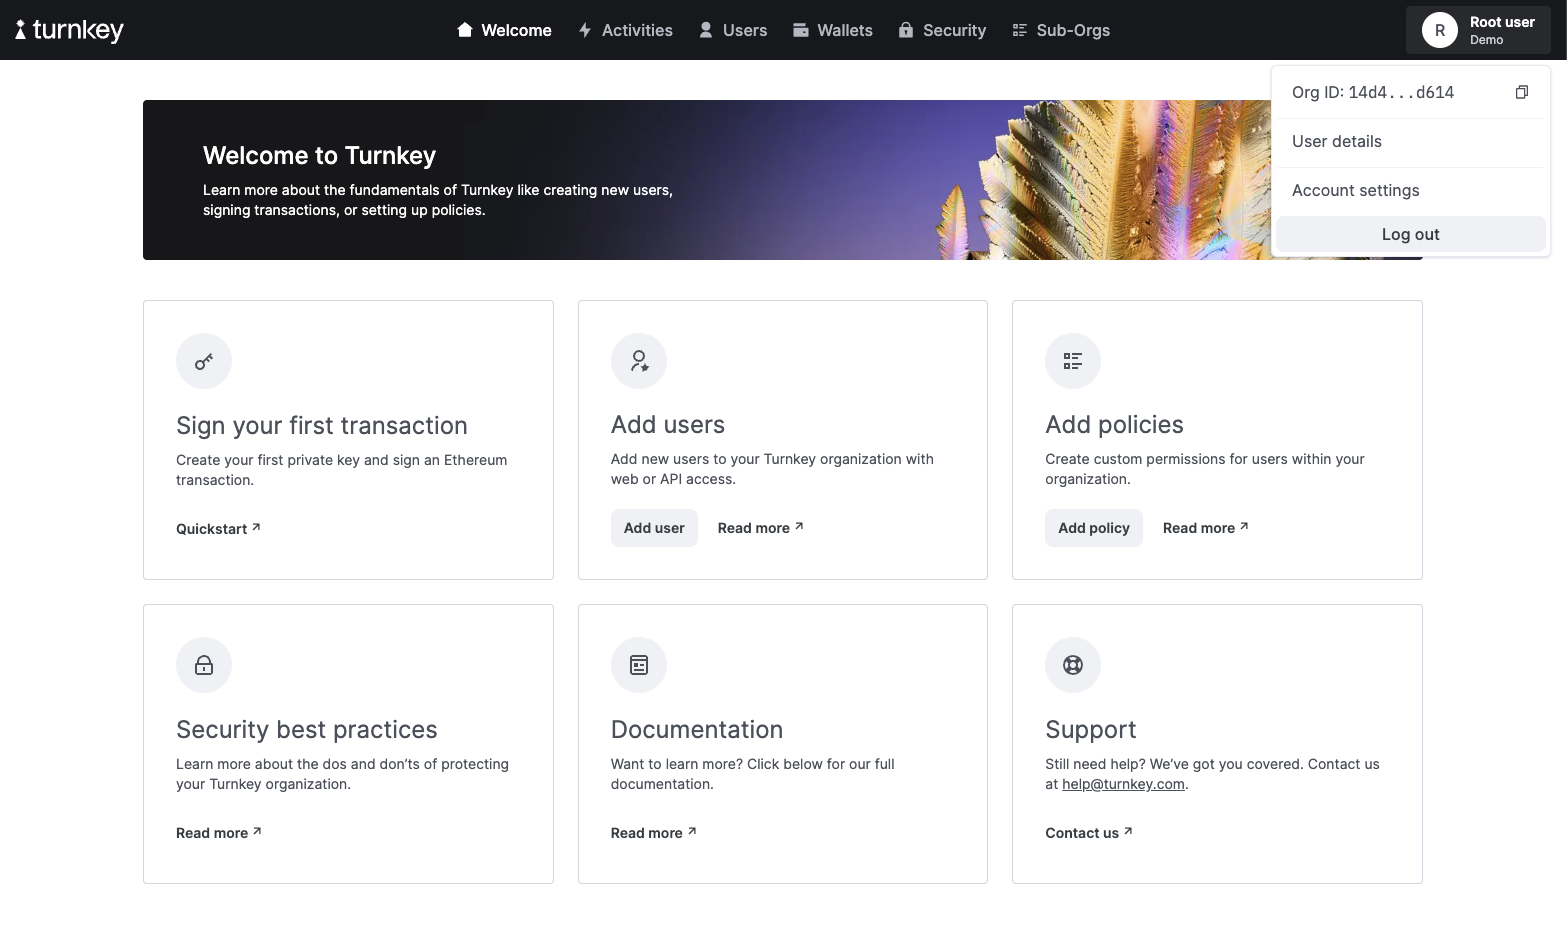 turnkey
Welcome
Activities
Users
Wallets
Security
Sub-Orgs
R
Root user
Demo
Org ID: 14d4...d614
User details
Account settings
Log out
Welcome to Turnkey
Learn more about the fundamentals of Turnkey like creating new users,
signing transactions, or setting up policies.
Sign your first transaction
Create your first private key and sign an Ethereum
transaction.
Quickstart
Add users
Add new users to your Turnkey organization with
web or API access.
Add user
Read more
Add policies
Create custom permissions for users within your
organization.
Add policy
Read more
Security best practices
Learn more about the dos and don’ts of protecting
your Turnkey organization.
Read more
Documentation
Want to learn more? Click below for our full
documentation.
Read more
Support
Still need help? We’ve got you covered. Contact us
at help@turnkey.com.
Contact us